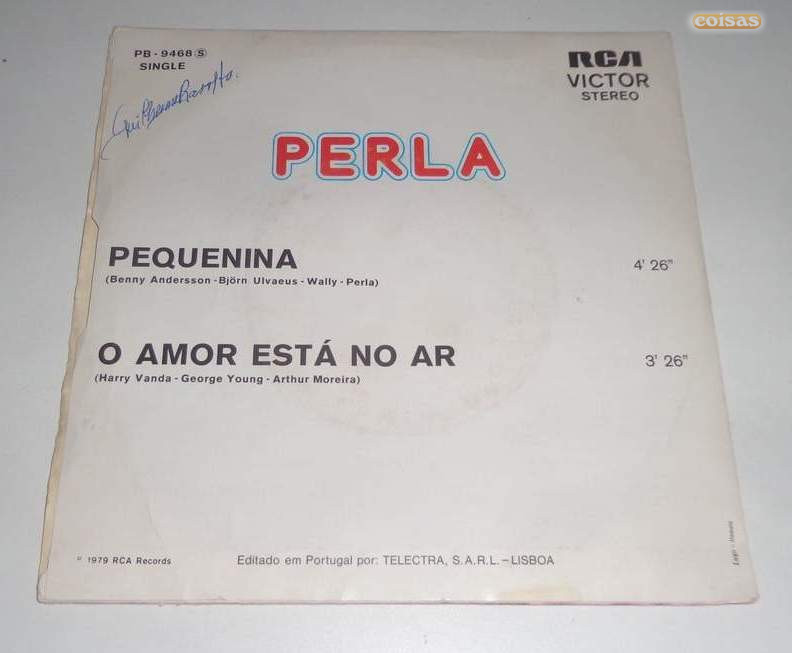 coisas
PB - 9468 S
SINGLE
RCA
VICTOR
STEREO
PERLA
PEQUENINA 4' 26"
(Benny Andersson - Björn Ulvaeus - Wally - Perla)
O AMOR ESTÁ NO AR 3' 26"
(Harry Vanda - George Young - Arthur Moreira)
℗ 1979 RCA Records
Editado em Portugal por: TELECTRA, S.A.R.L. – LISBOA